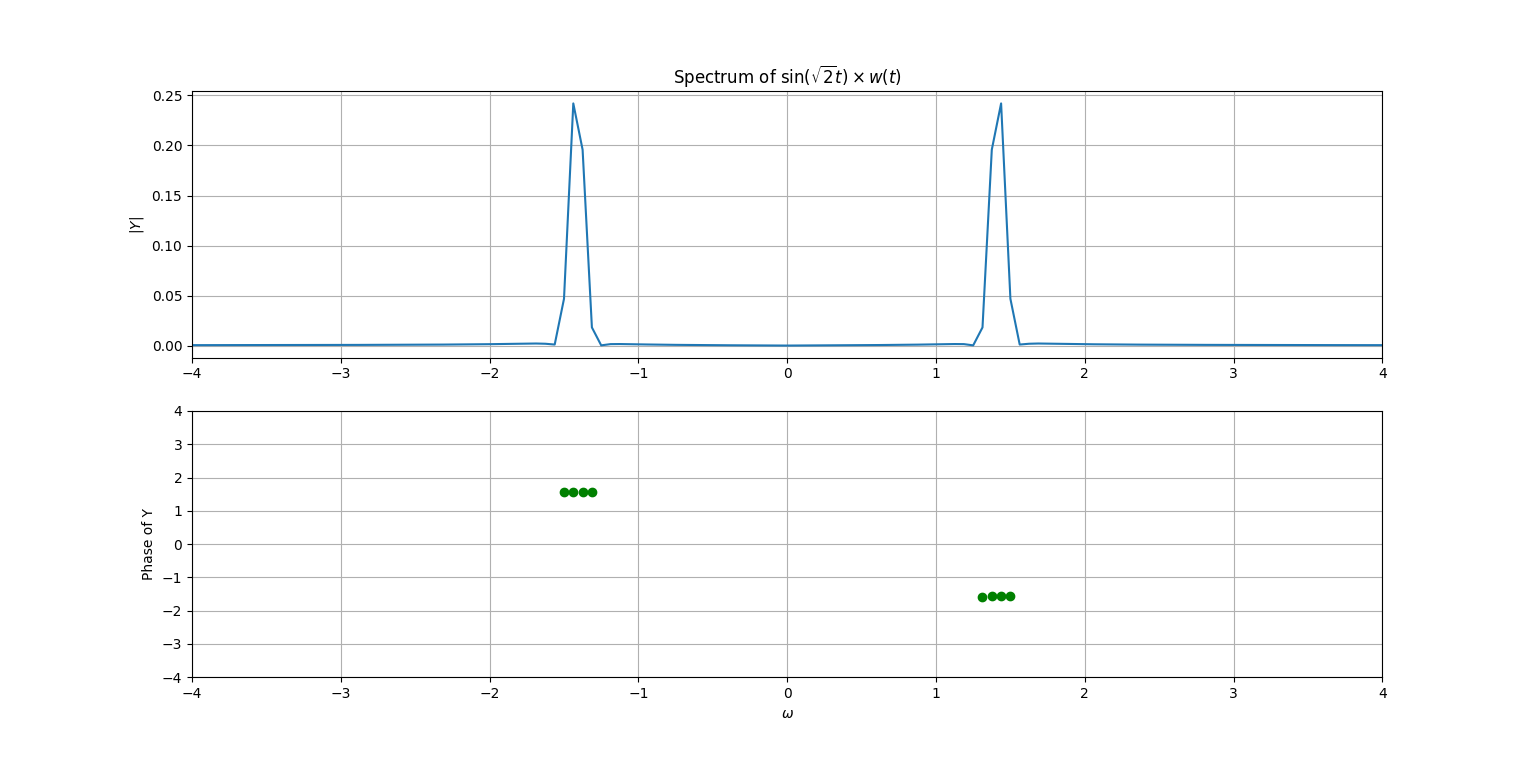 Spectrum of sin(√2t) × w(t)
|Y|
0.25
0.20
0.15
0.10
0.05
0.00
−4 −3 −2 −1 0 1 2 3 4
Phase of Y
4
3
2
1
0
−1
−2
−3
−4
−4 −3 −2 −1 0 1 2 3 4
ω